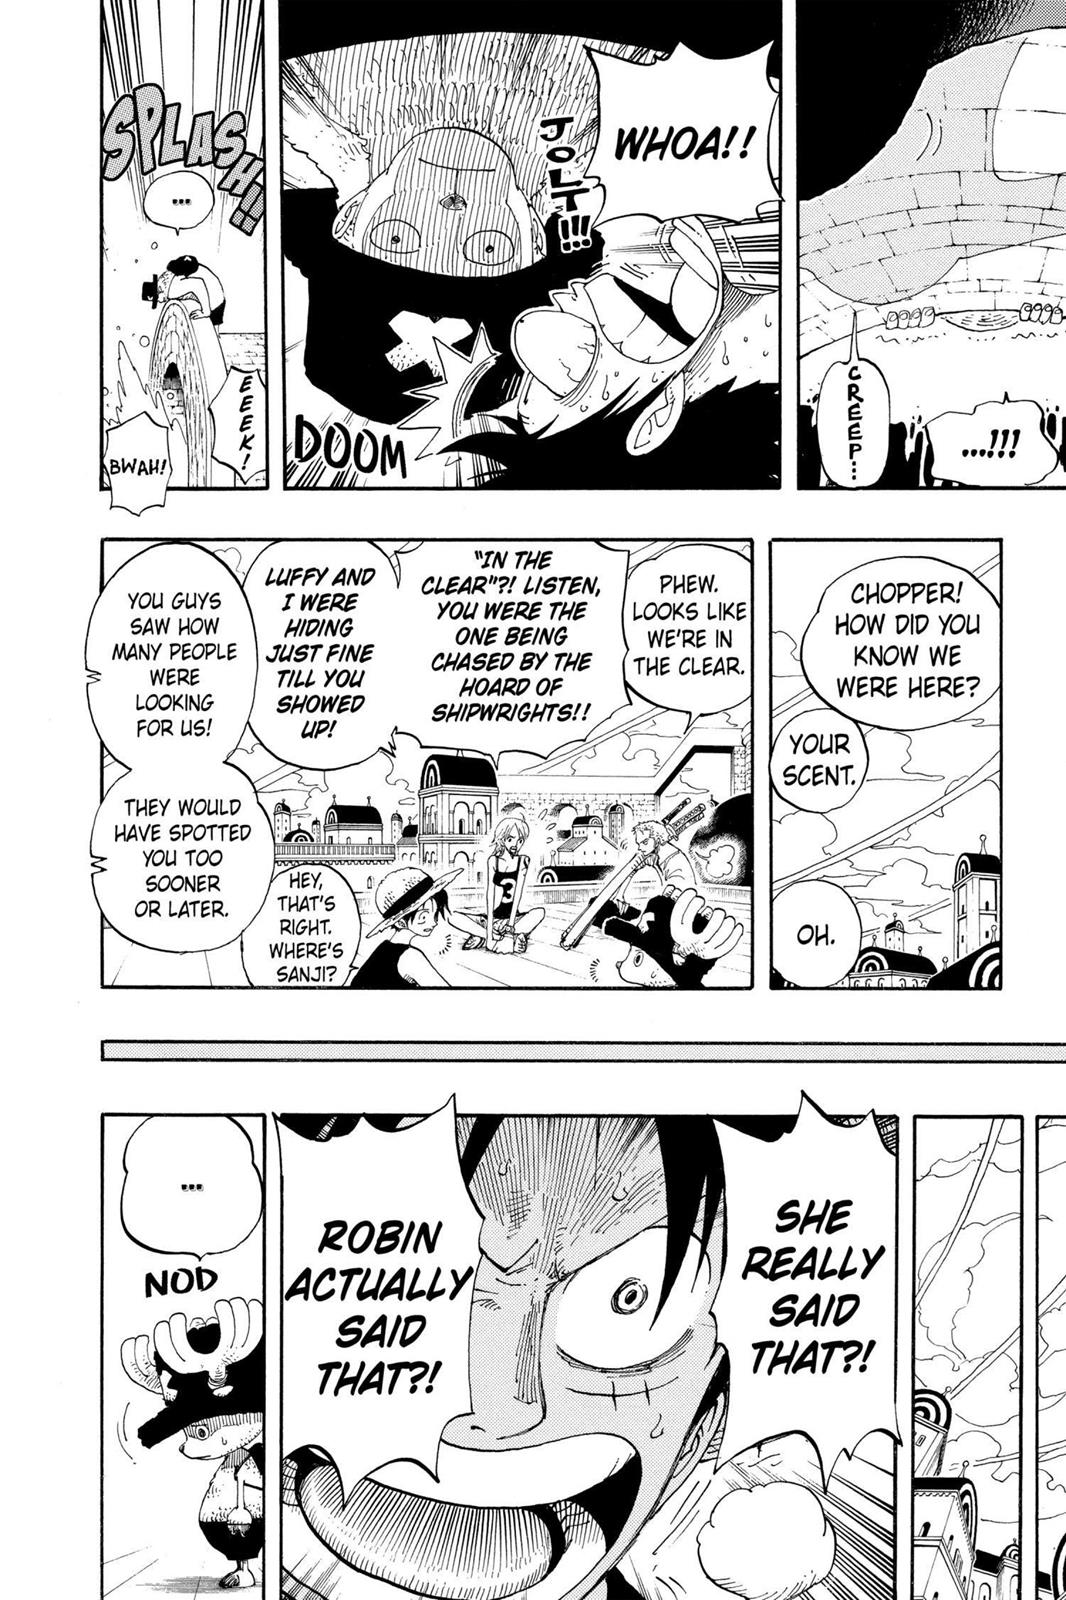 CREEP...
...!!!
WHOA!!
JOLT!!!
DOOM
SPLASH!!
...
EEEK!
BWAH!
CHOPPER!
HOW DID YOU
KNOW WE
WERE HERE?
YOUR
SCENT.
OH.
PHEW.
LOOKS LIKE
WE'RE IN
THE CLEAR.
"IN THE
CLEAR"?! LISTEN,
YOU WERE THE
ONE BEING
CHASED BY THE
HOARD OF
SHIPWRIGHTS!!
LUFFY AND
I WERE
HIDING
JUST FINE
TILL YOU
SHOWED
UP!
YOU GUYS
SAW HOW
MANY PEOPLE
WERE
LOOKING
FOR US!
THEY WOULD
HAVE SPOTTED
YOU TOO
SOONER
OR LATER.
HEY,
THAT'S
RIGHT.
WHERE'S
SANJI?
SHE
REALLY
SAID
THAT?!
ROBIN
ACTUALLY
SAID
THAT?!
...
NOD